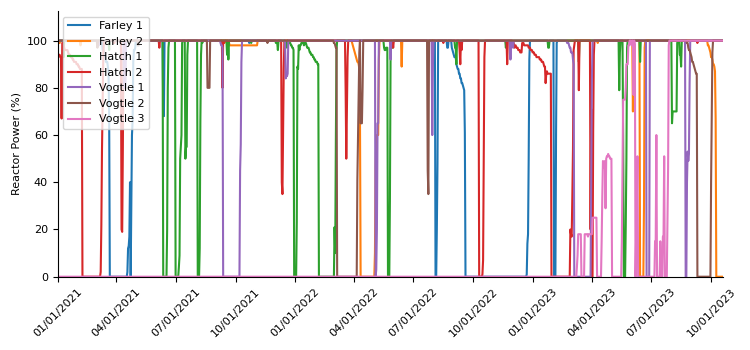 Farley 1
Farley 2
Hatch 1
Hatch 2
Vogtle 1
Vogtle 2
Vogtle 3
Reactor Power (%)
100
80
60
40
20
0
01/01/2021
04/01/2021
07/01/2021
10/01/2021
01/01/2022
04/01/2022
07/01/2022
10/01/2022
01/01/2023
04/01/2023
07/01/2023
10/01/2023